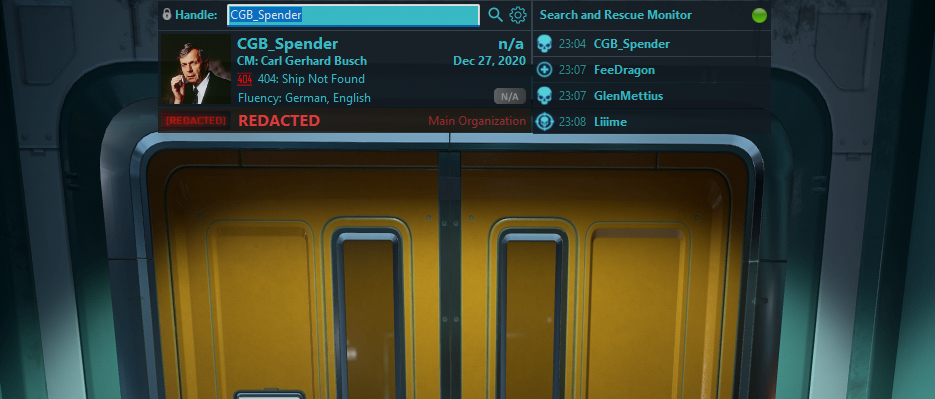 Handle: CGB_Spender
CGB_Spender n/a
CM: Carl Gerhard Busch Dec 27, 2020
404 404: Ship Not Found
Fluency: German, English N/A
[REDACTED] REDACTED Main Organization
Search and Rescue Monitor
23:04 CGB_Spender
23:07 FeeDragon
23:07 GlenMettius
23:08 Liiime